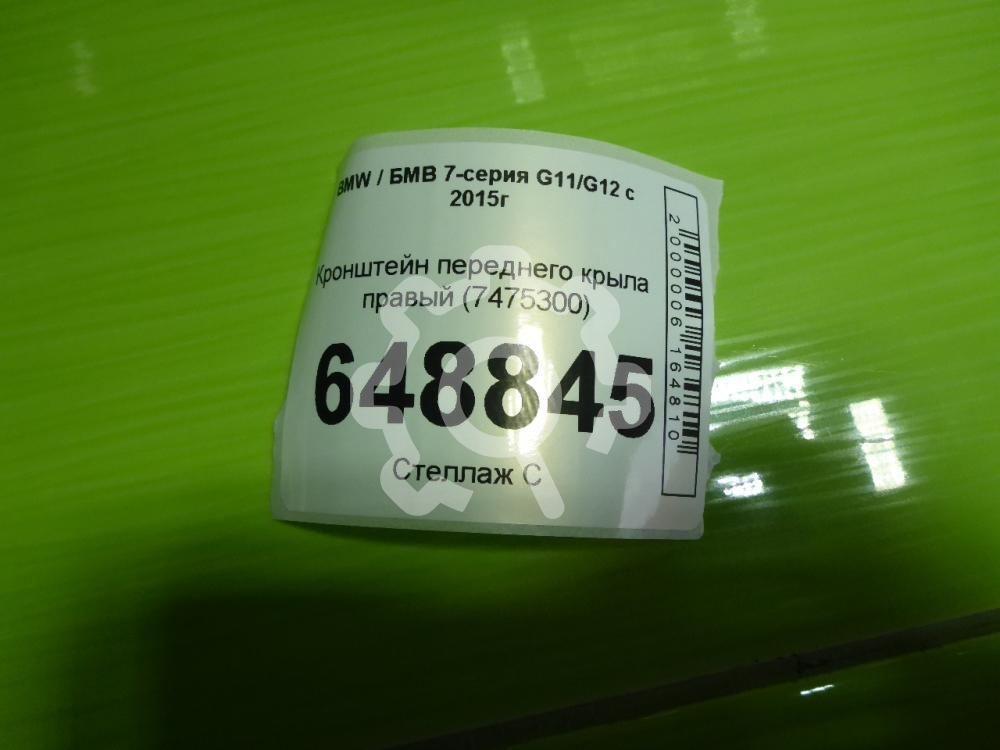 BMW / БМВ 7-серия G11/G12 с
2015г
Кронштейн переднего крыла
правый (7475300)
648845
Стеллаж С
2000006164810